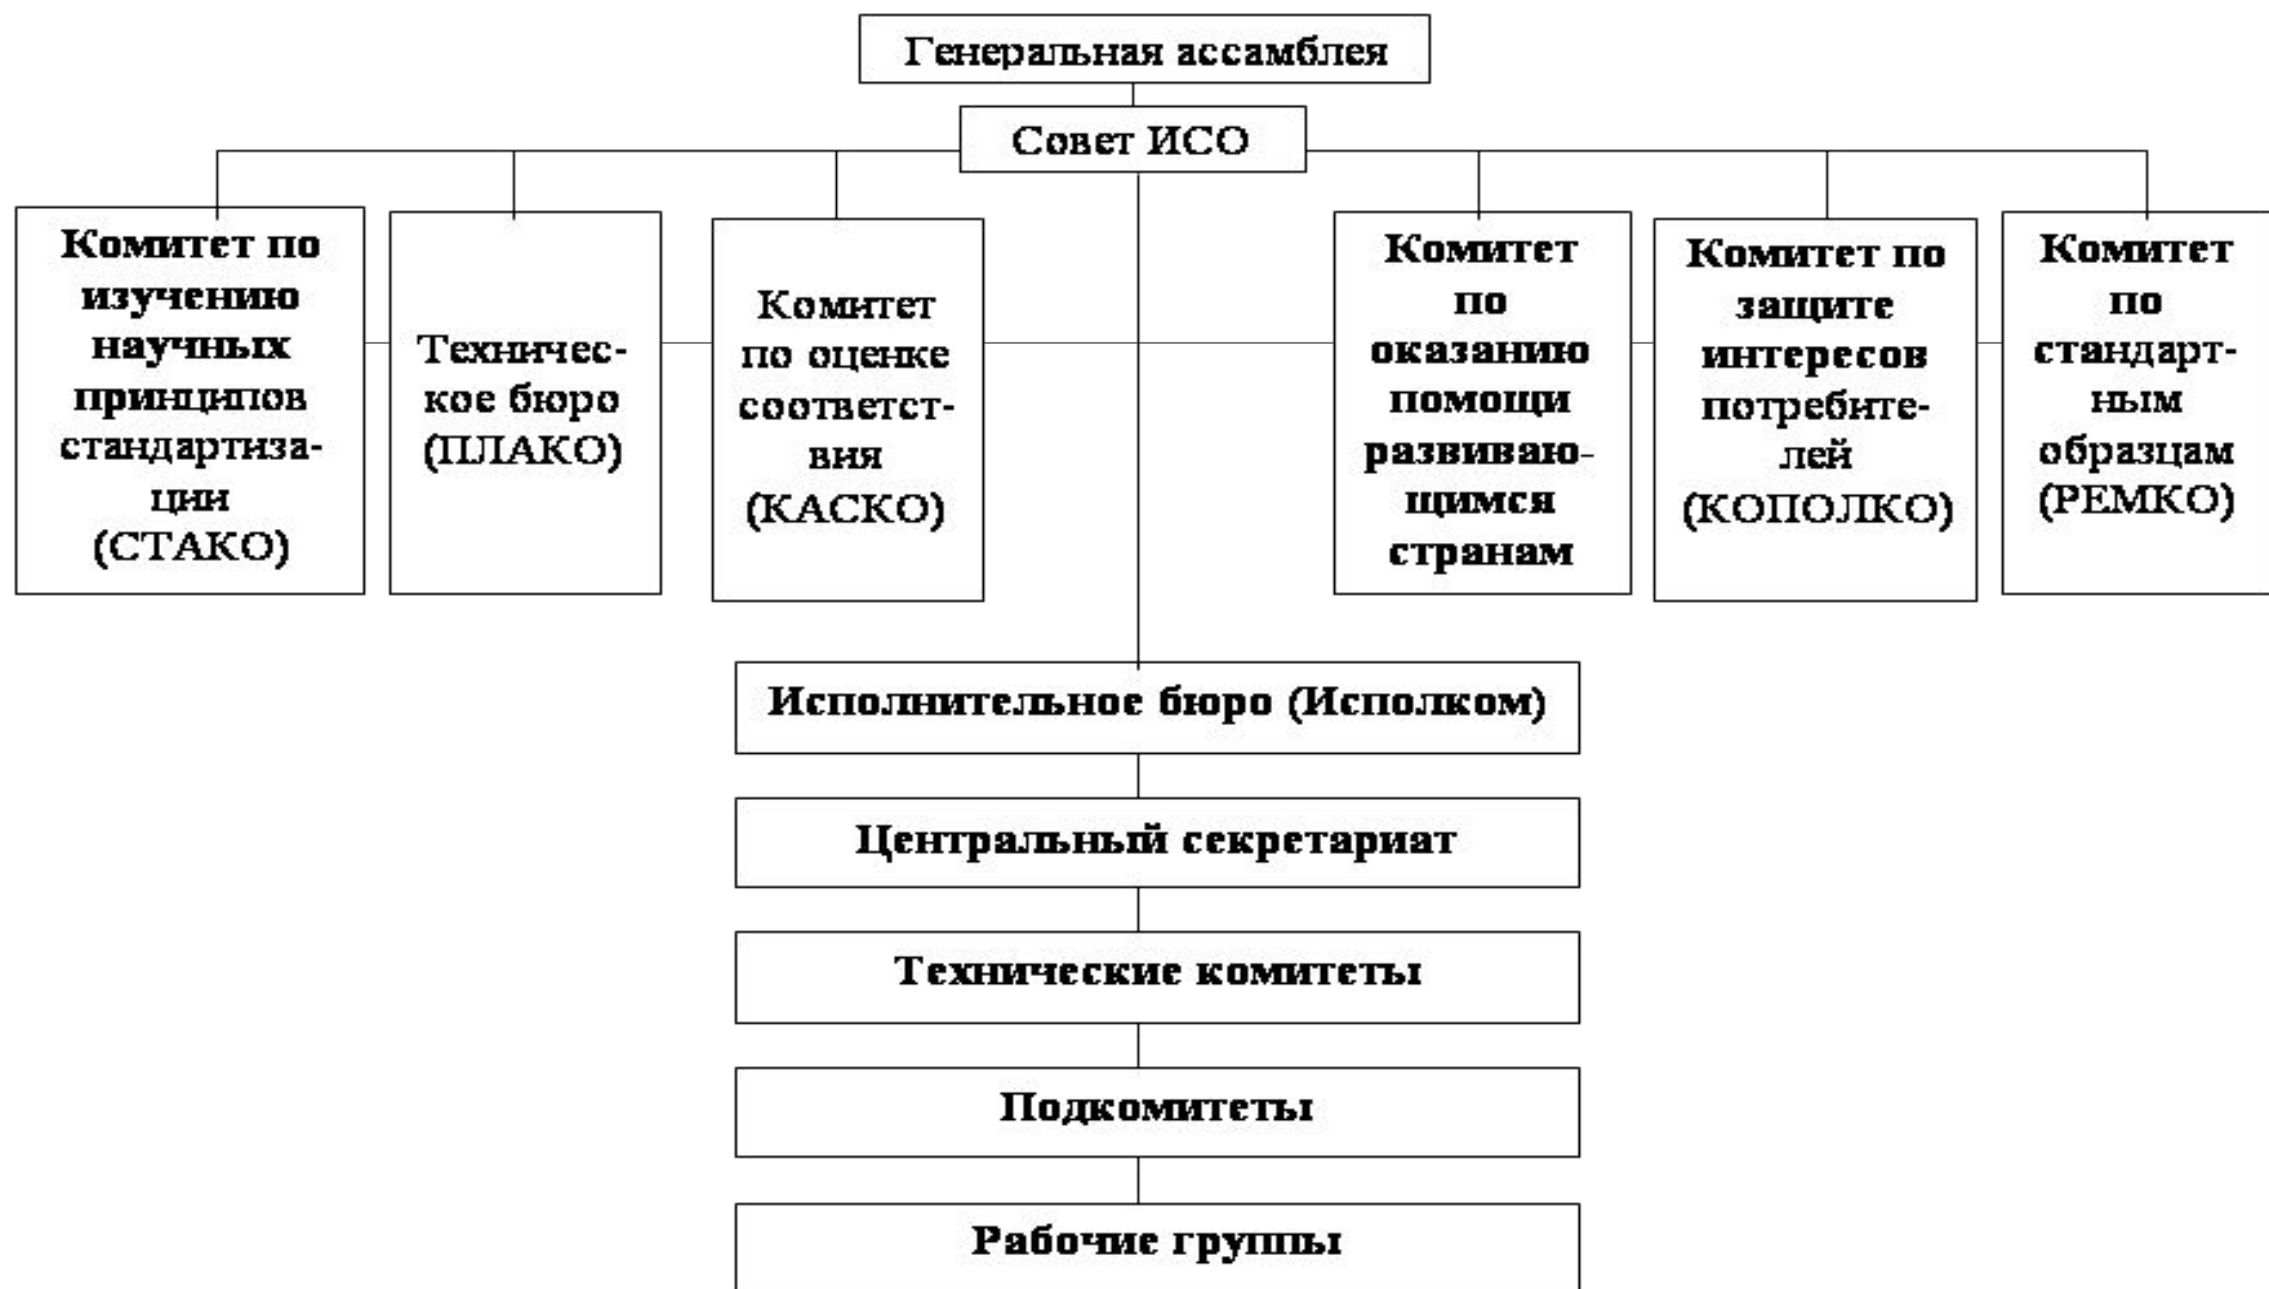 Генеральная ассамблея
Совет ИСО
Комитет по
изучению
научных
принципов
стандартиза-
ции
(СТАКО)
Техничес-
кое бюро
(ПЛАКО)
Комитет
по оценке
соответст-
вия
(КАСКО)
Комитет
по
оказанию
помощи
развиваю-
щимся
странам
Комитет по
защите
интересов
потребите-
лей
(КОПОЛКО)
Комитет
по
стандарт-
ным
образцам
(РЕМКО)
Исполнительное бюро (Исполком)
Центральный секретариат
Технические комитеты
Подкомитеты
Рабочие группы